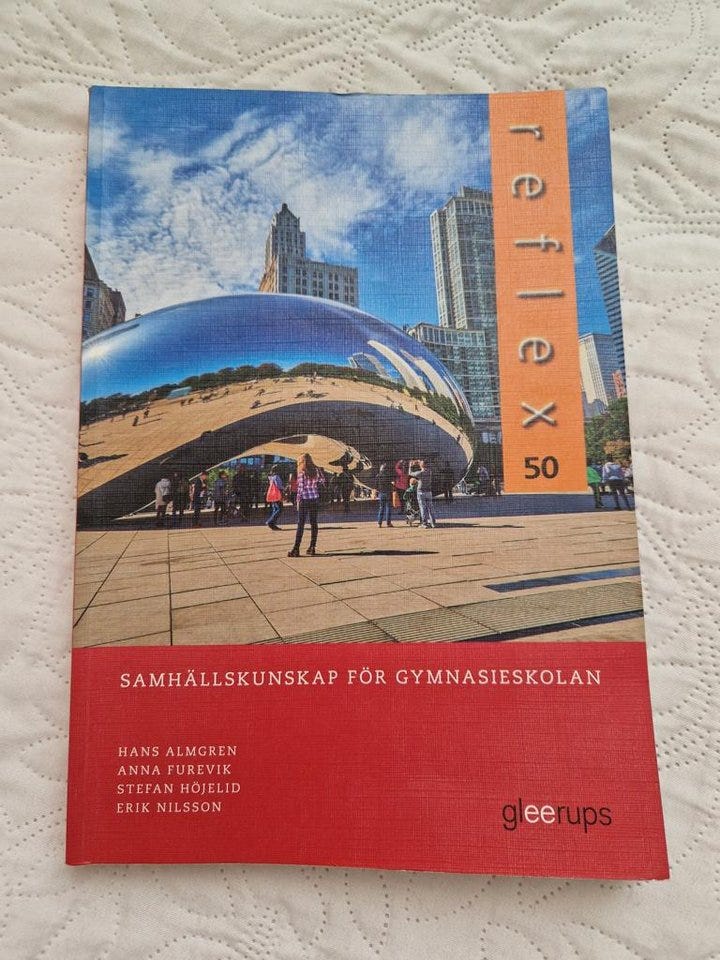 reflex
50
SAMHÄLLSKUNSKAP FÖR GYMNASIESKOLAN
HANS ALMGREN
ANNA FUREVIK
STEFAN HÖJELID
ERIK NILSSON
gleerups